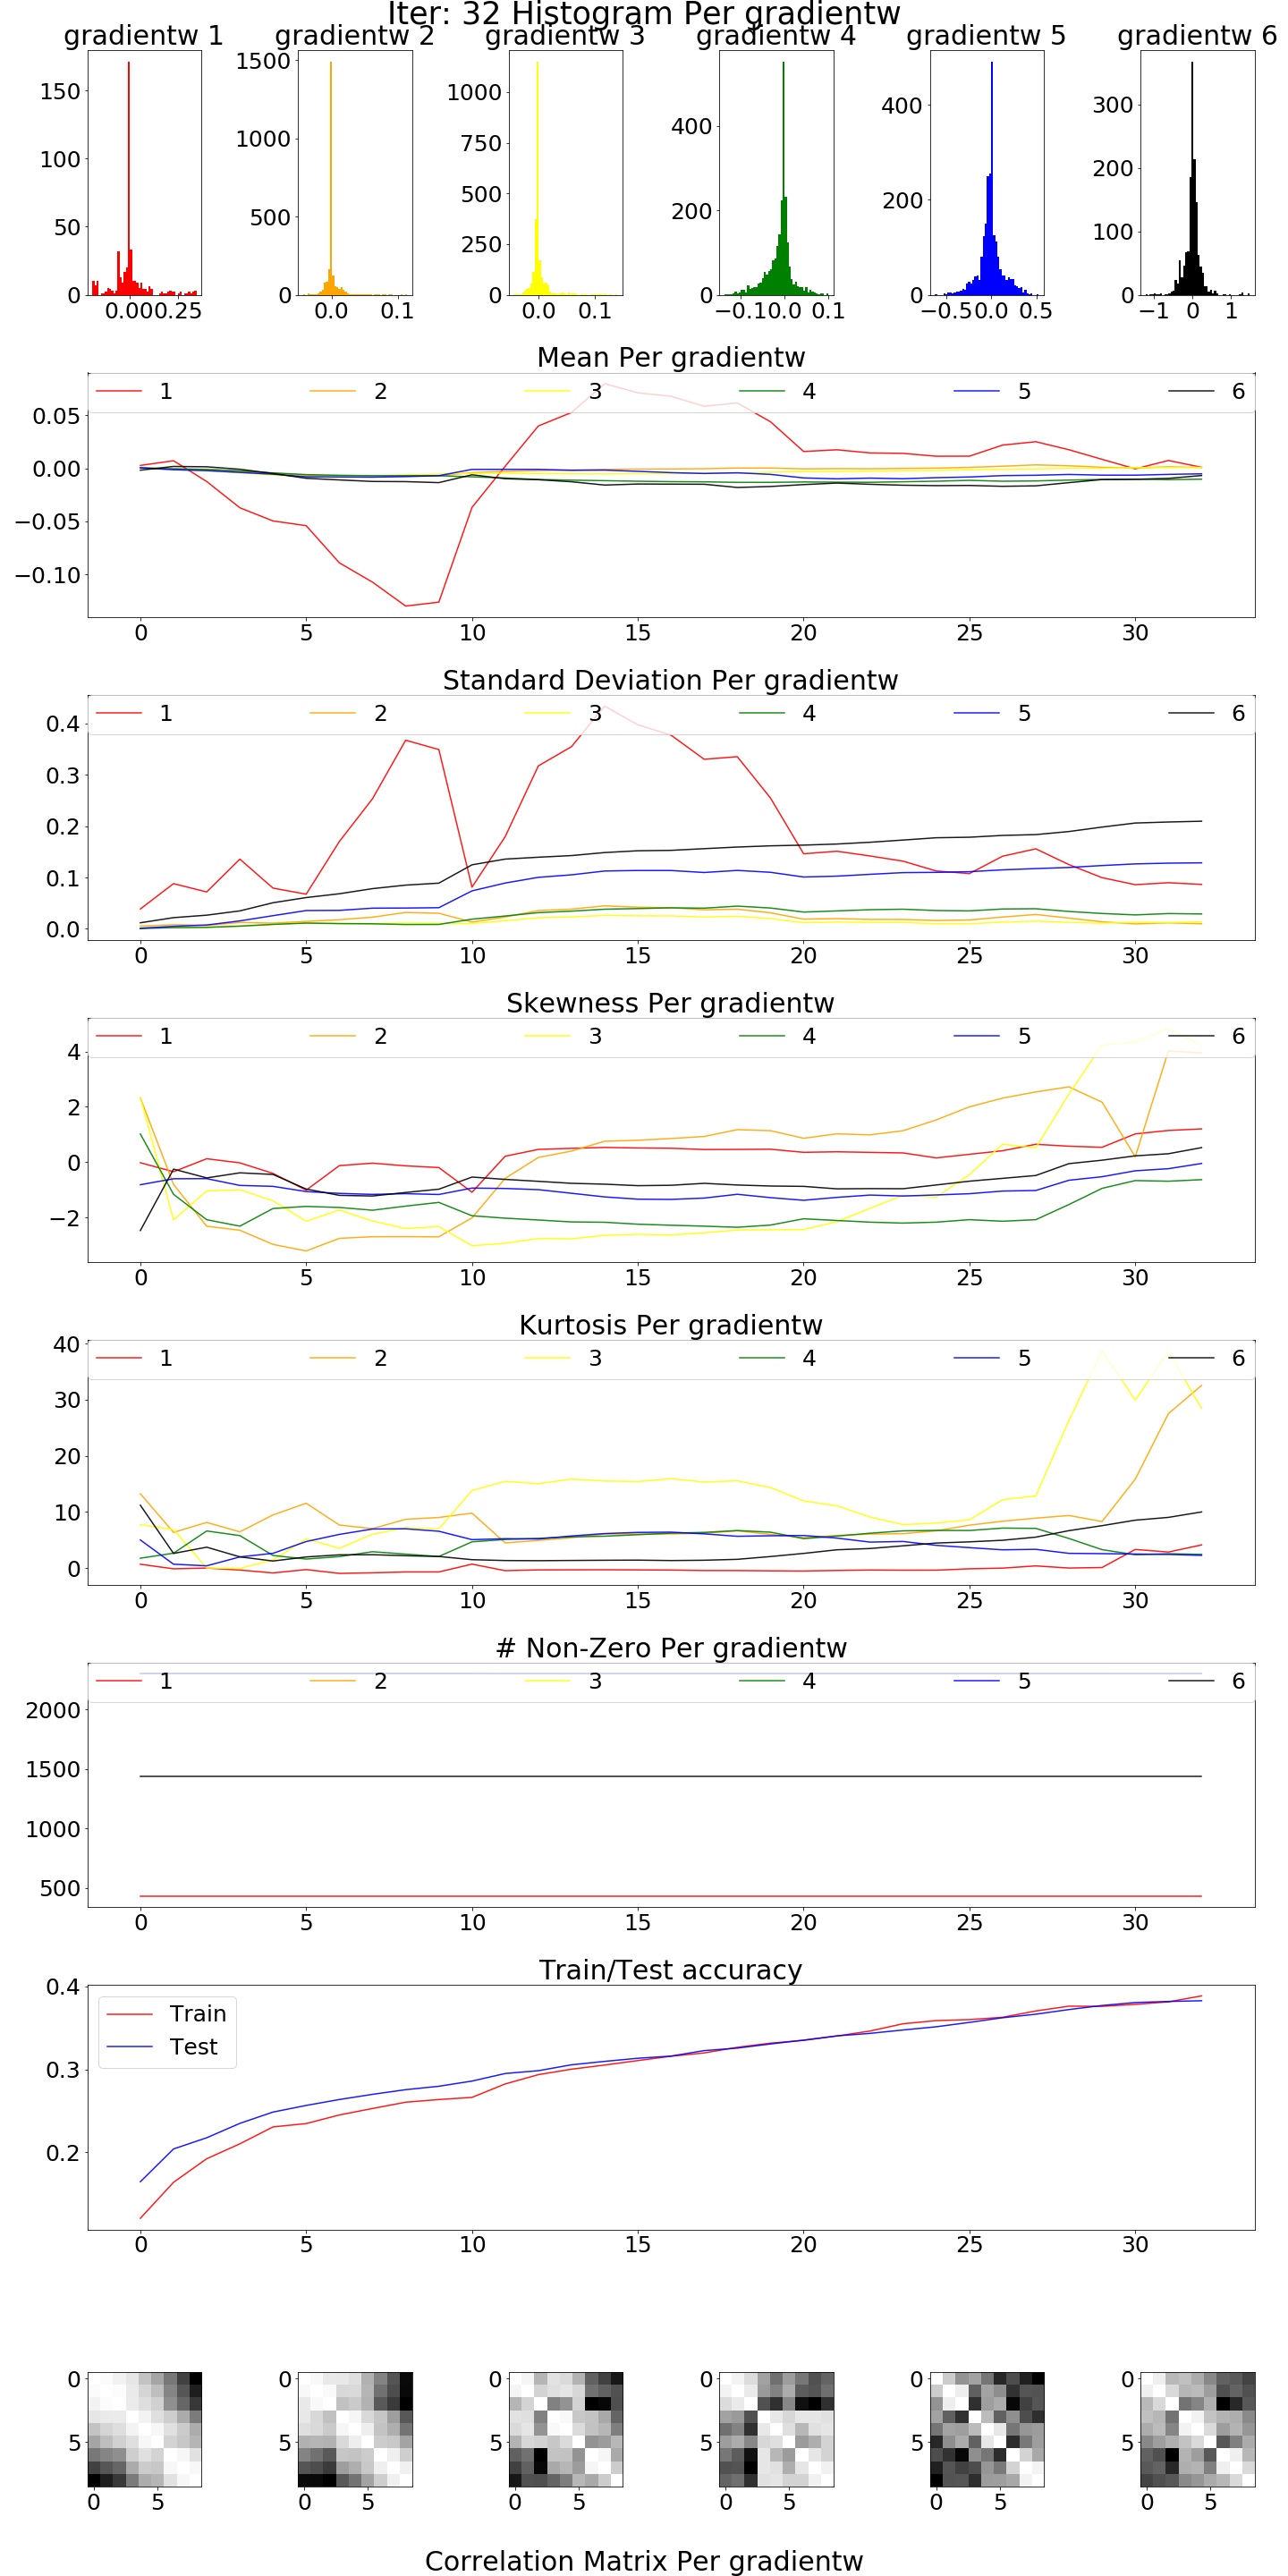 Iter: 32 Histogram Per gradientw
gradientw 1 gradientw 2 gradientw 3 gradientw 4 gradientw 5 gradientw 6
150 100 50 0
0.00 0.25
1500 1000 500 0
0.0 0.1
1000 750 500 250 0
0.0 0.1
400 200 0
−0.1 0.0 0.1
400 200 0
−0.5 0.0 0.5
300 200 100 0
−1 0 1
Mean Per gradientw
1 2 3 4 5 6
0.05
0.00
−0.05
−0.10
0 5 10 15 20 25 30
Standard Deviation Per gradientw
1 2 3 4 5 6
0.4
0.3
0.2
0.1
0.0
0 5 10 15 20 25 30
Skewness Per gradientw
1 2 3 4 5 6
4
2
0
−2
0 5 10 15 20 25 30
Kurtosis Per gradientw
1 2 3 4 5 6
40
30
20
10
0
0 5 10 15 20 25 30
# Non-Zero Per gradientw
1 2 3 4 5 6
2000
1500
1000
500
0 5 10 15 20 25 30
Train/Test accuracy
Train
Test
0.4
0.3
0.2
0 5 10 15 20 25 30
0 0 0 0 0 0
5 5 5 5 5 5
0 5 0 5 0 5 0 5 0 5 0 5
Correlation Matrix Per gradientw